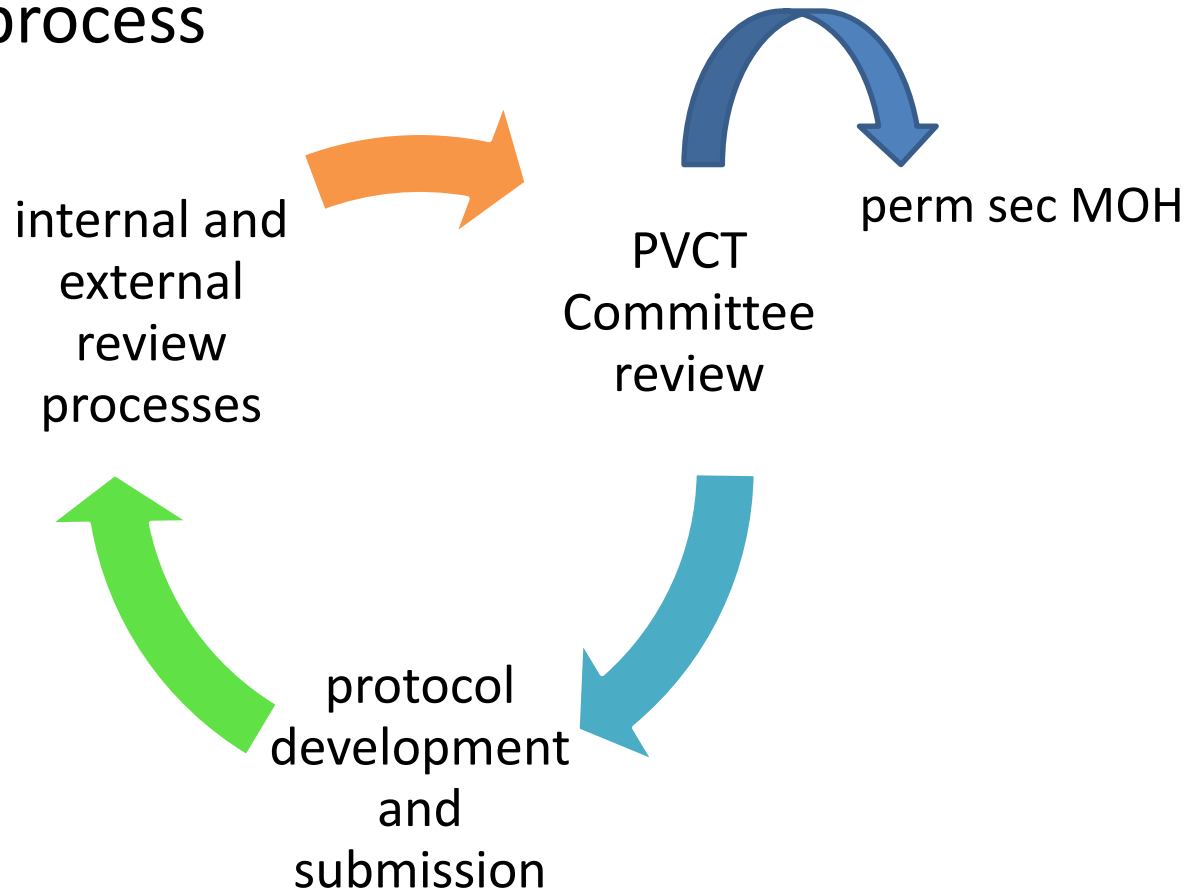 process
internal and
external
review
processes
perm sec MOH
PVCT
Committee
review
protocol
development
and
submission